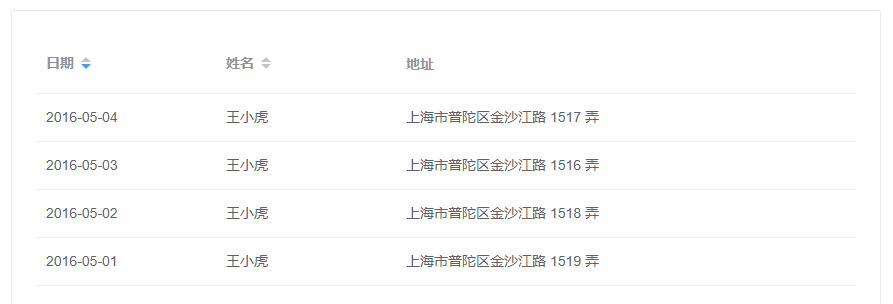 日期 姓名 地址
2016-05-04 王小虎 上海市普陀区金沙江路 1517 弄
2016-05-03 王小虎 上海市普陀区金沙江路 1516 弄
2016-05-02 王小虎 上海市普陀区金沙江路 1518 弄
2016-05-01 王小虎 上海市普陀区金沙江路 1519 弄